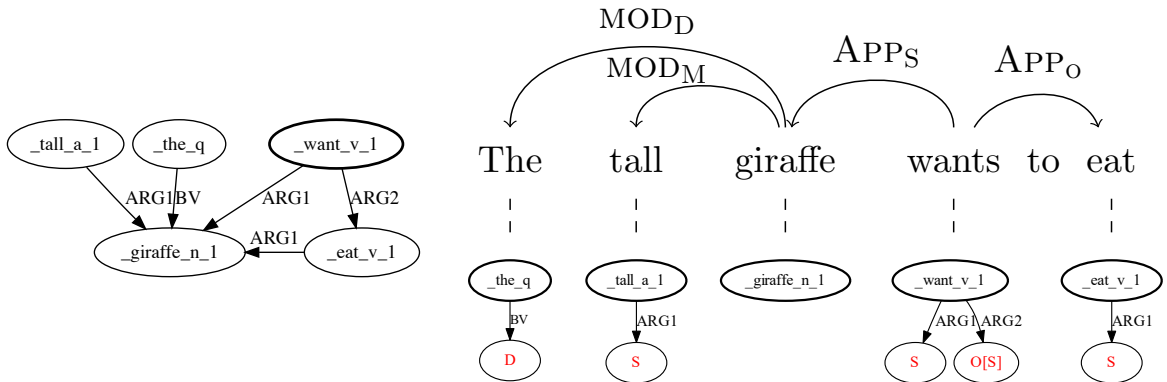 _tall_a_1 _the_q _want_v_1
ARG1 BV ARG1 ARG2
_giraffe_n_1 ARG1 _eat_v_1
MOD_D
MOD_M APP_S APP_O
The tall giraffe wants to eat
_the_q _tall_a_1 _giraffe_n_1 _want_v_1 _eat_v_1
BV ARG1 ARG1 ARG2 ARG1
D S S O[S] S